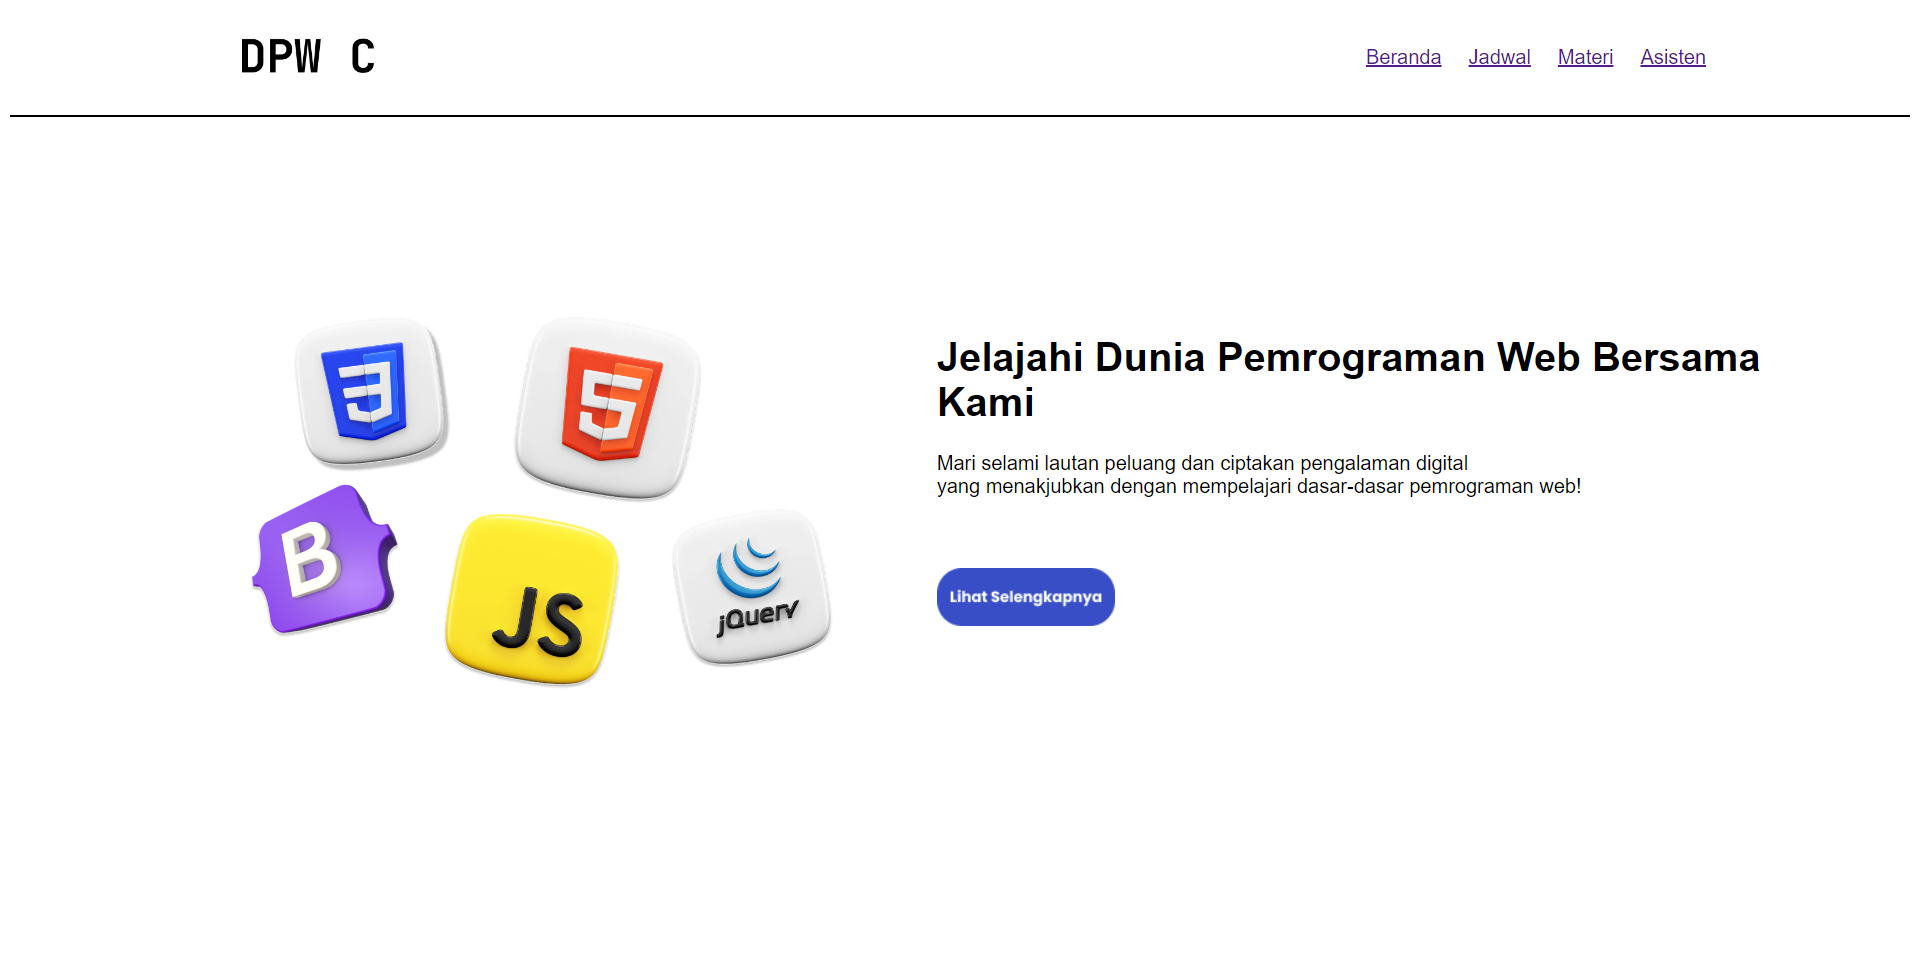 DPW C
Beranda Jadwal Materi Asisten
Jelajahi Dunia Pemrograman Web Bersama
Kami
Mari selami lautan peluang dan ciptakan pengalaman digital
yang menakjubkan dengan mempelajari dasar-dasar pemrograman web!
Lihat Selengkapnya
3
5
B
JS
jQuery